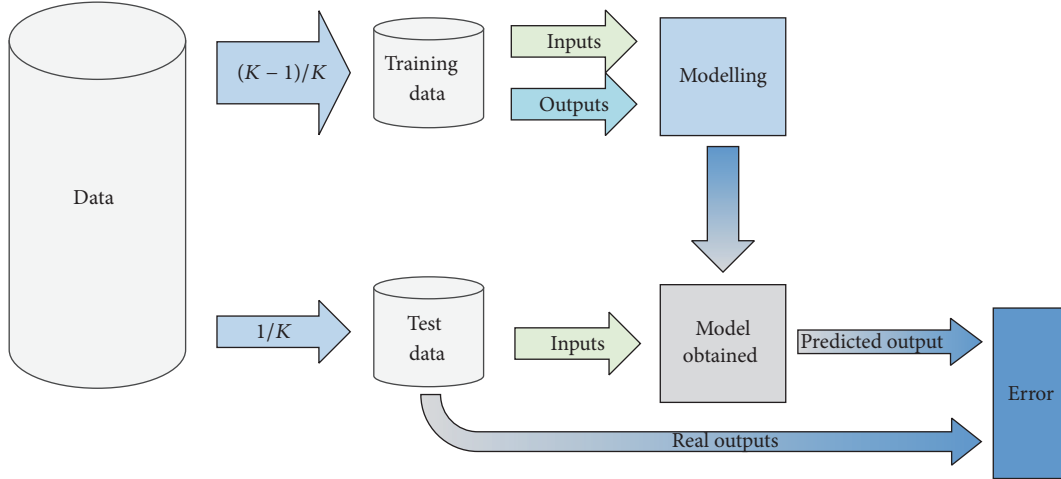 Data
(K − 1)/K
Training
data
Inputs
Outputs
Modelling
1/K
Test
data
Inputs
Model
obtained
Predicted output
Real outputs
Error